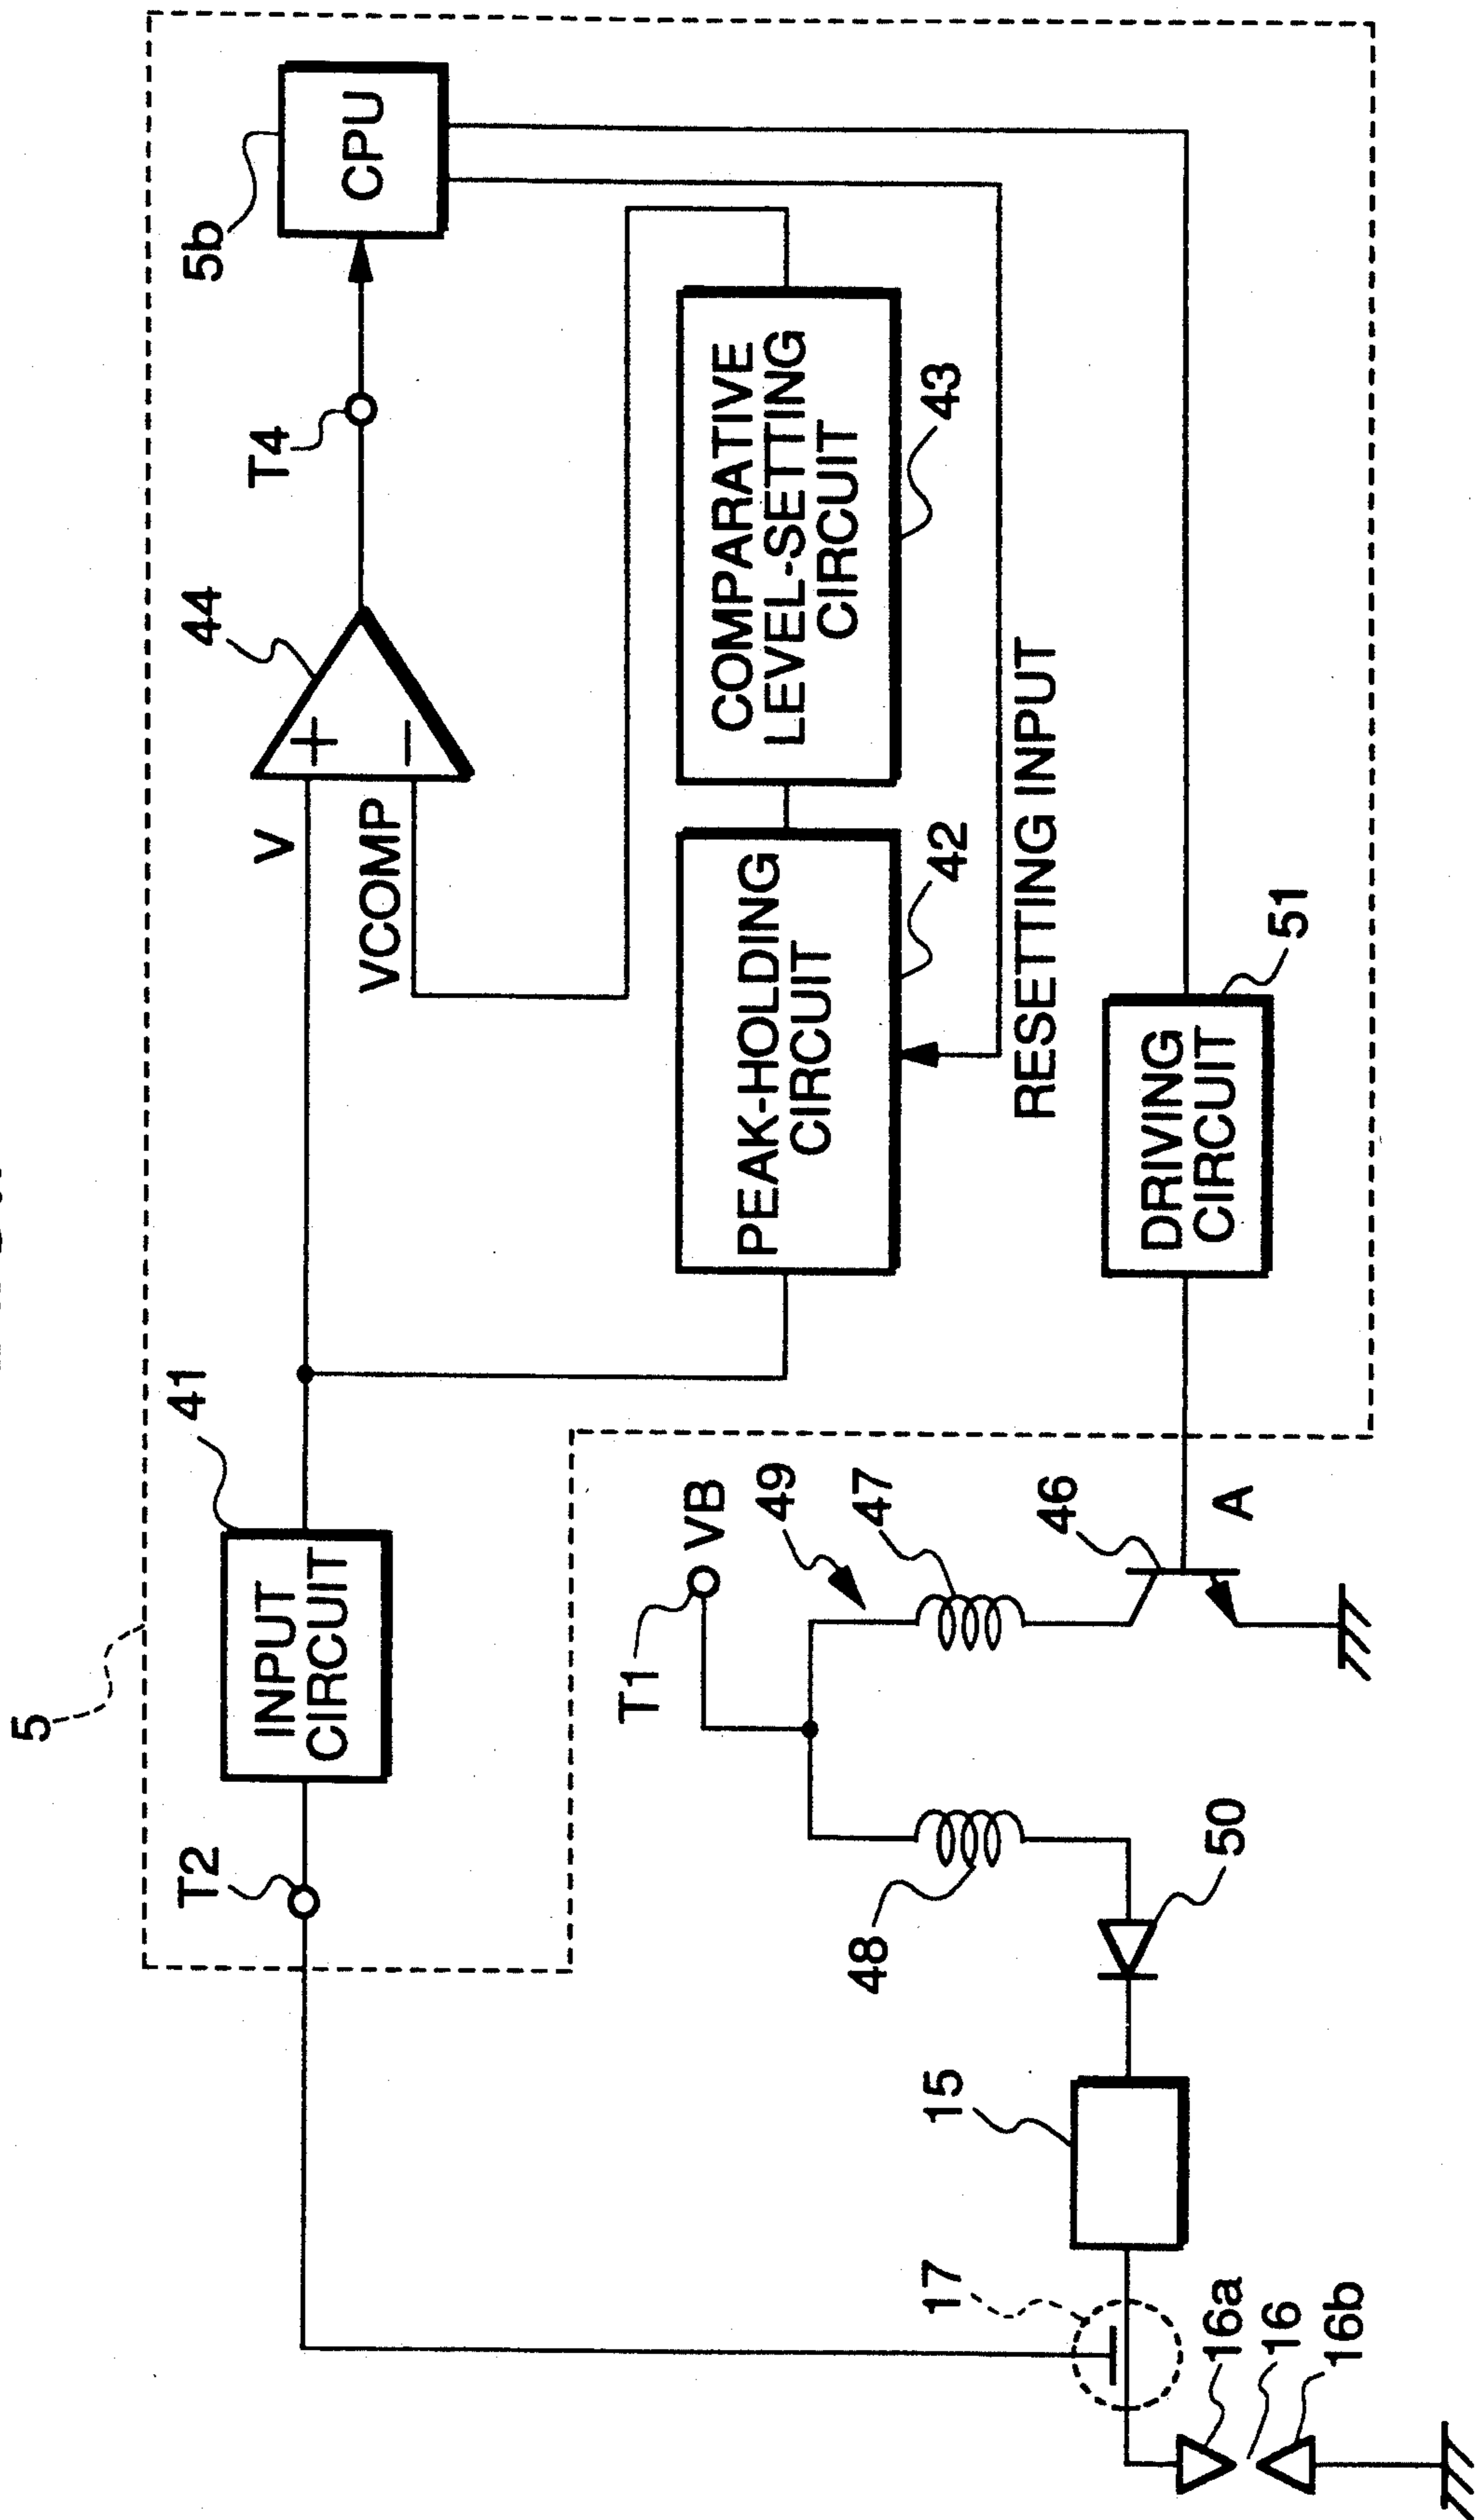 5
T2
INPUT
CIRCUIT
41
V
VCOMP
44
+
−
T4
5b
CPU
PEAK-HOLDING
CIRCUIT
42
COMPARATIVE
LEVEL-SETTING
CIRCUIT
43
RESETTING INPUT
DRIVING
CIRCUIT
51
T1
VB
49
47
46
A
48
50
15
17
16a
16
16b